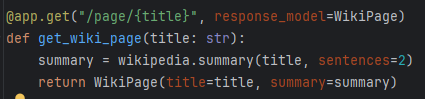 @app.get("/page/{title}", response_model=WikiPage)
def get_wiki_page(title: str):
    summary = wikipedia.summary(title, sentences=2)
    return WikiPage(title=title, summary=summary)